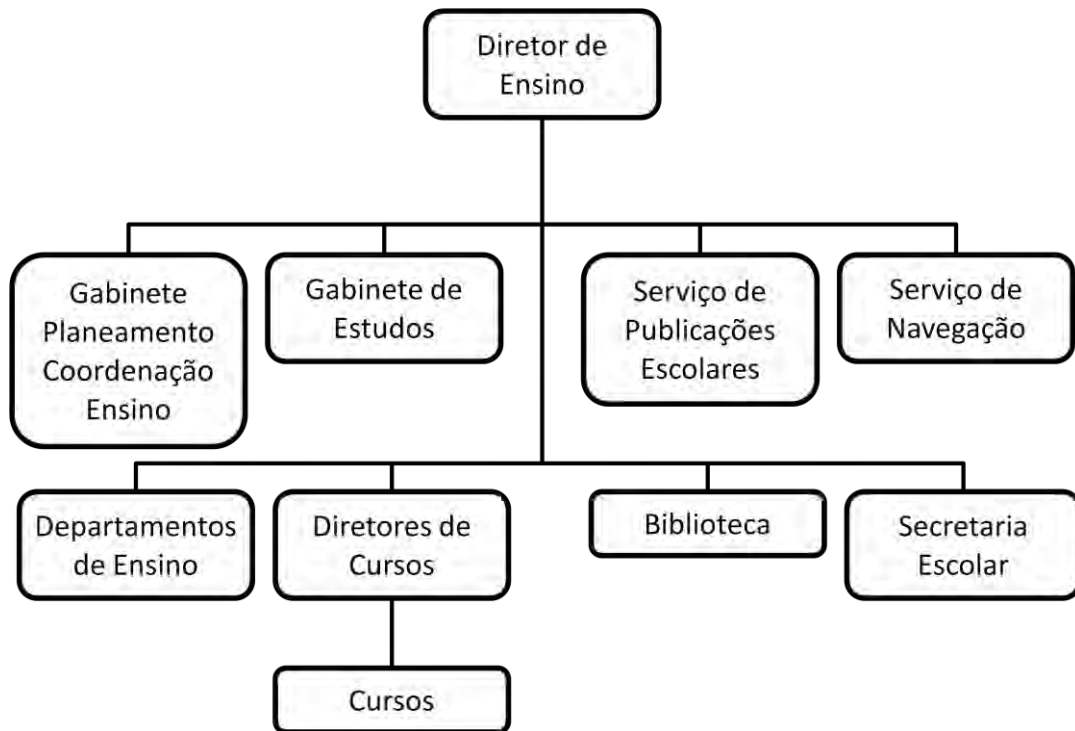 Diretor de
Ensino
Gabinete
Planeamento
Coordenação
Ensino
Gabinete de
Estudos
Serviço de
Publicações
Escolares
Serviço de
Navegação
Departamentos
de Ensino
Diretores de
Cursos
Biblioteca
Secretaria
Escolar
Cursos